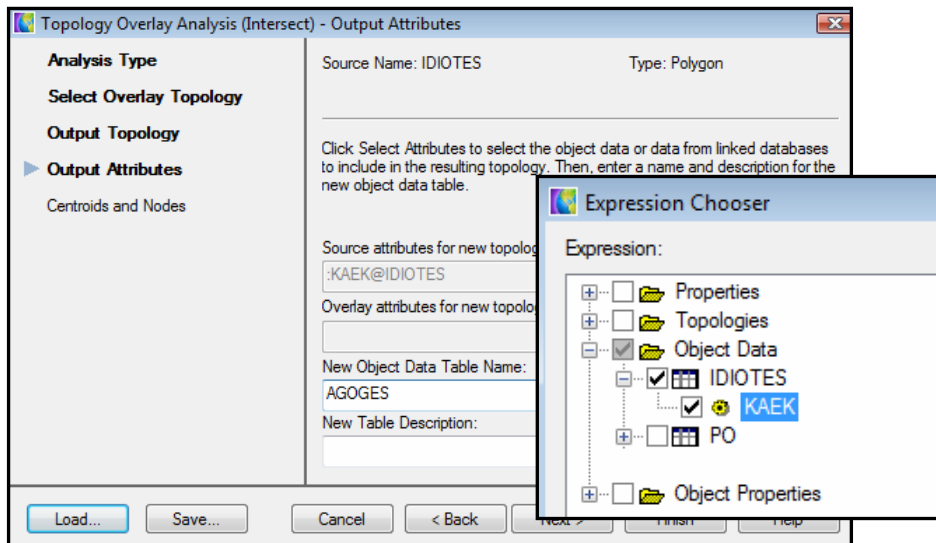 Topology Overlay Analysis (Intersect) - Output Attributes
Analysis Type
Select Overlay Topology
Output Topology
Output Attributes
Centroids and Nodes
Source Name: IDIOTES Type: Polygon
Click Select Attributes to select the object data or data from linked databases
to include in the resulting topology. Then, enter a name and description for the
new object data table.
Source attributes for new topolo
:KAEK@IDIOTES
Overlay attributes for new topolo
New Object Data Table Name:
AGOGES
New Table Description:
Load... Save... Cancel < Back Next > Finish Help
Expression Chooser
Expression:
Properties
Topologies
Object Data
IDIOTES
KAEK
PO
Object Properties